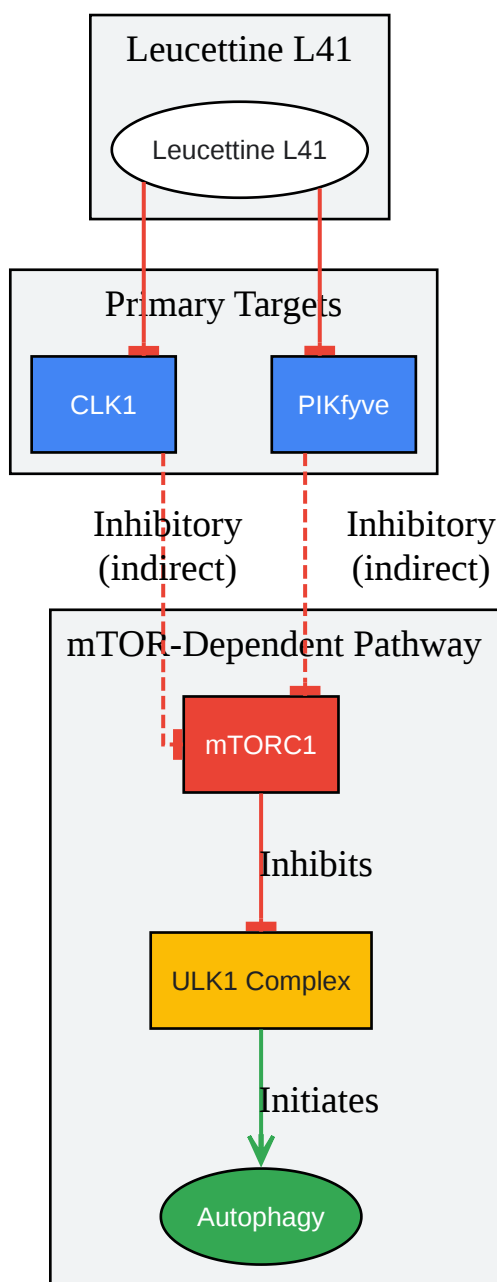 Leucettine L41
Leucettine L41
Primary Targets
CLK1
PIKfyve
Inhibitory
(indirect)
Inhibitory
(indirect)
mTOR-Dependent Pathway
mTORC1
Inhibits
ULK1 Complex
Initiates
Autophagy